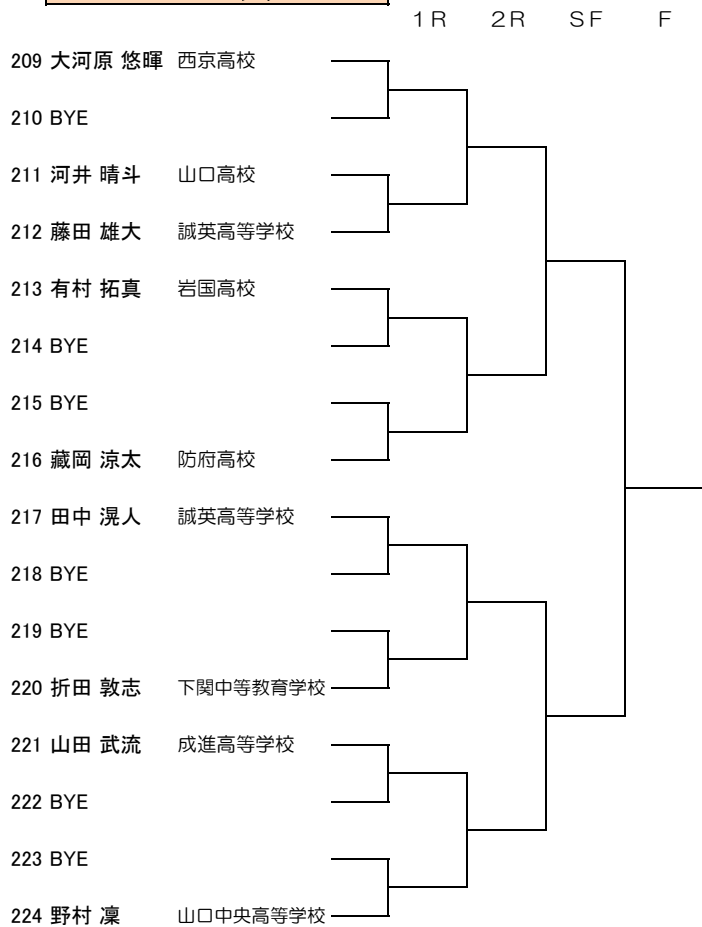 1R 2R SF F
209 大河原 悠暉 西京高校
210 BYE
211 河井 晴斗 山口高校
212 藤田 雄大 誠英高等学校
213 有村 拓真 岩国高校
214 BYE
215 BYE
216 藏岡 涼太 防府高校
217 田中 滉人 誠英高等学校
218 BYE
219 BYE
220 折田 敦志 下関中等教育学校
221 山田 武流 成進高等学校
222 BYE
223 BYE
224 野村 凜 山口中央高等学校